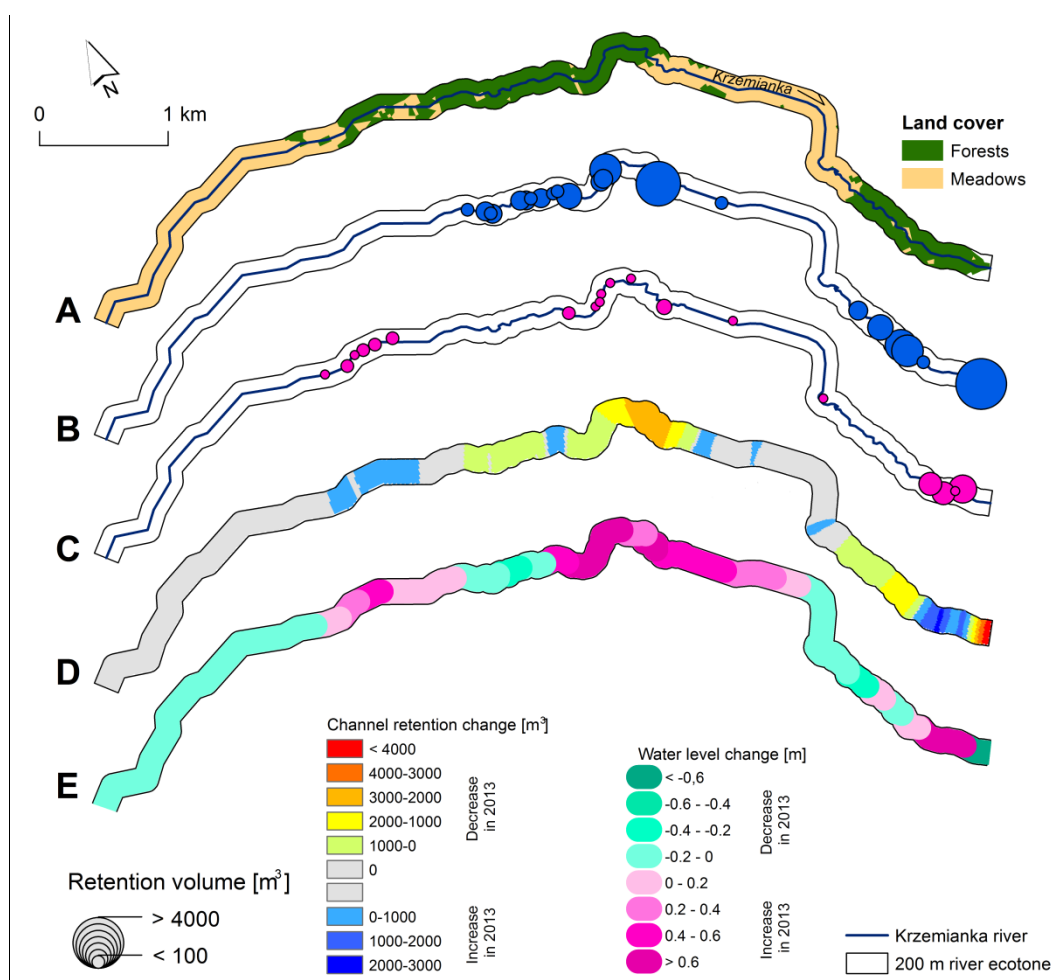 N
0 1 km
Krzemianka
Land cover
Forests
Meadows
A
B
C
D
E
Channel retention change [m³]
< 4000
4000-3000
3000-2000
2000-1000
1000-0
0
0-1000
1000-2000
2000-3000
Decrease
in 2013
Increase
in 2013
Water level change [m]
< -0,6
-0.6 - -0.4
-0.4 - -0.2
-0.2 - 0
0 - 0.2
0.2 - 0.4
0.4 - 0.6
> 0.6
Decrease
in 2013
Increase
in 2013
Retention volume [m³]
> 4000
< 100
Krzemianka river
200 m river ecotone